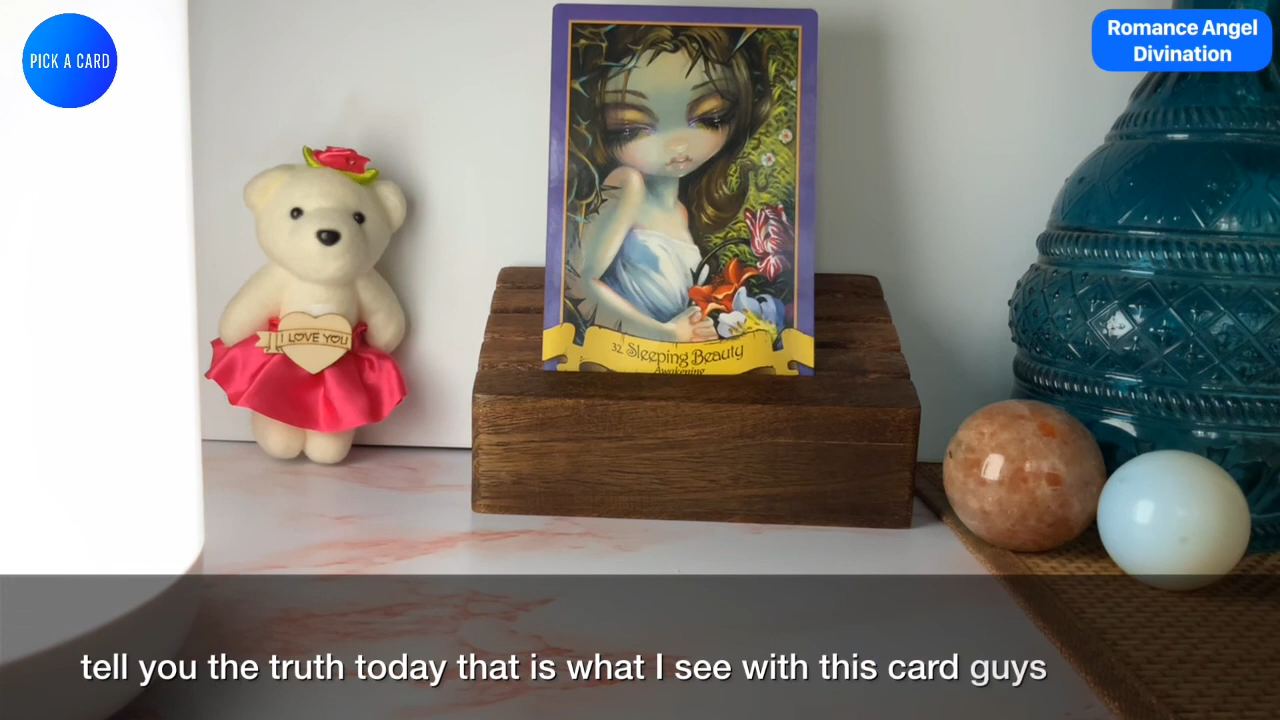 PICK A CARD
Romance Angel
Divination
I LOVE YOU
32 Sleeping Beauty
Awakening
tell you the truth today that is what I see with this card guys